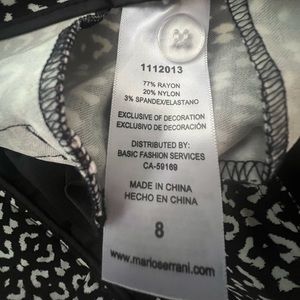 1112013
77% RAYON
20% NYLON
3% SPANDEX/ELASTANO
EXCLUSIVE OF DECORATION
EXCLUSIVO DE DECORACIÓN
DISTRIBUTED BY:
BASIC FASHION SERVICES
CA-59169
MADE IN CHINA
HECHO EN CHINA
8
www.marioserrani.com